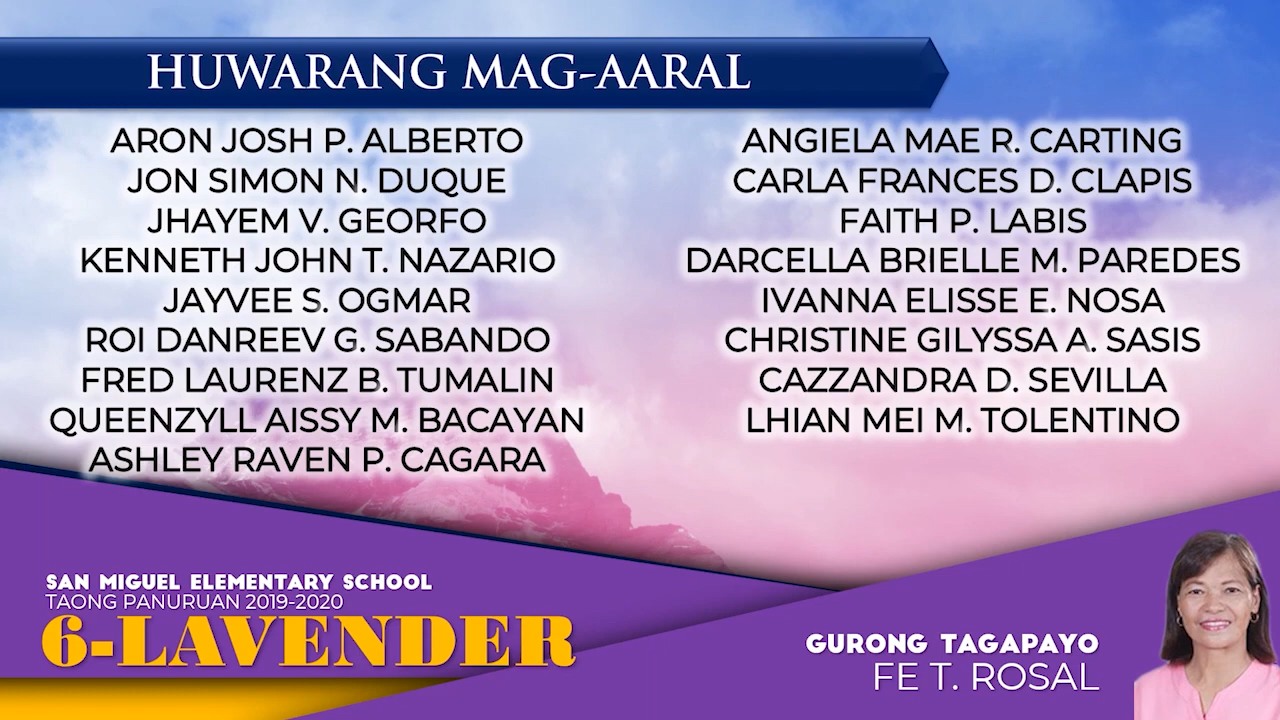 HUWARANG MAG-AARAL
ARON JOSH P. ALBERTO
JON SIMON N. DUQUE
JHAYEM V. GEORFO
KENNETH JOHN T. NAZARIO
JAYVEE S. OGMAR
ROI DANREEV G. SABANDO
FRED LAURENZ B. TUMALIN
QUEENZYLL AISSY M. BACAYAN
ASHLEY RAVEN P. CAGARA
ANGIELA MAE R. CARTING
CARLA FRANCES D. CLAPIS
FAITH P. LABIS
DARCELLA BRIELLE M. PAREDES
IVANNA ELISSE E. NOSA
CHRISTINE GILYSSA A. SASIS
CAZZANDRA D. SEVILLA
LHIAN MEI M. TOLENTINO
SAN MIGUEL ELEMENTARY SCHOOL
TAONG PANURUAN 2019-2020
6-LAVENDER
GURONG TAGAPAYO
FE T. ROSAL